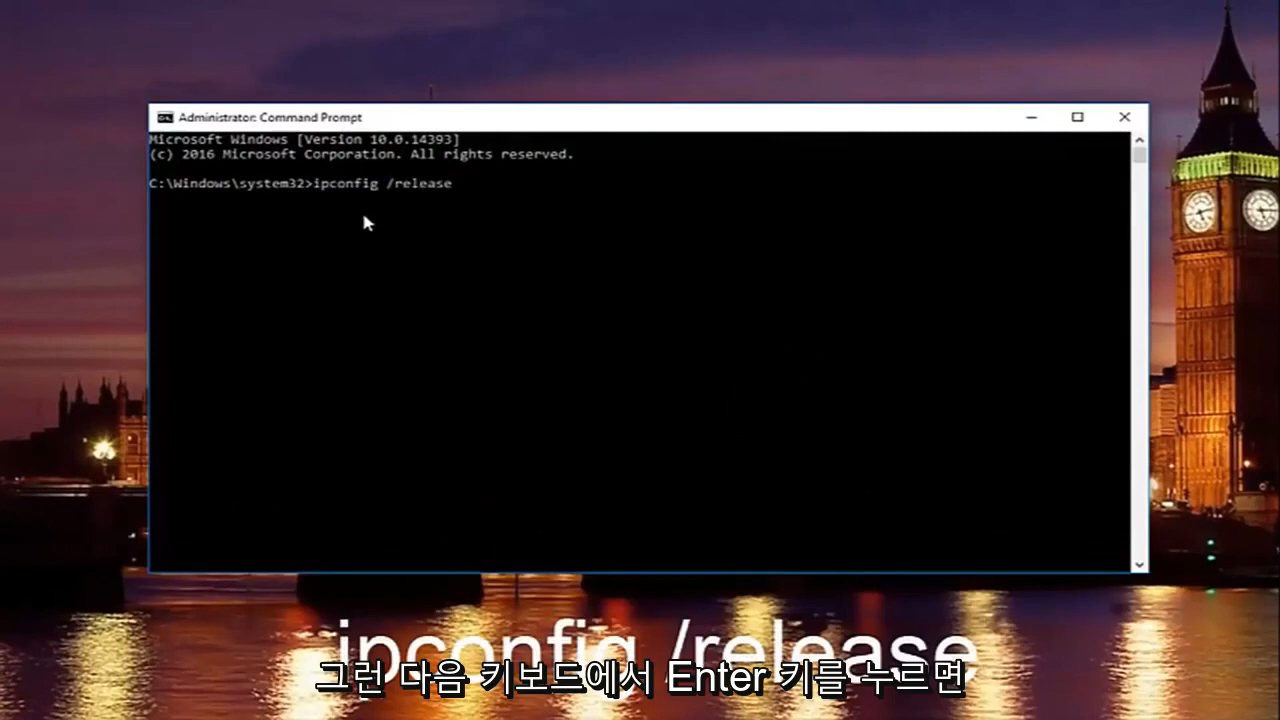 Administrator: Command Prompt
Microsoft Windows [Version 10.0.14393]
(c) 2016 Microsoft Corporation. All rights reserved.
C:\Windows\system32>ipconfig /release
ipconfig /release
그런 다음 키보드에서 Enter 키를 누르면